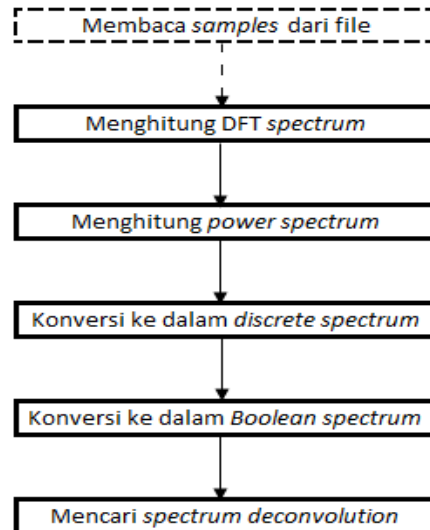 Membaca samples dari file
Menghitung DFT spectrum
Menghitung power spectrum
Konversi ke dalam discrete spectrum
Konversi ke dalam Boolean spectrum
Mencari spectrum deconvolution